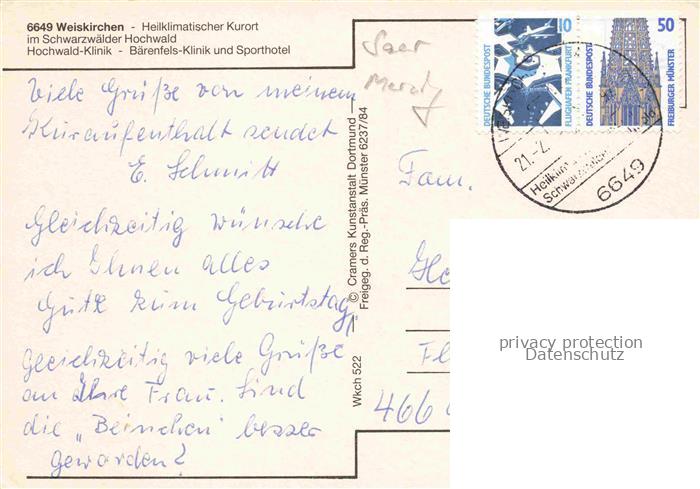 6649 Weiskirchen - Heilklimatischer Kurort
im Schwarzwälder Hochwald
Hochwald-Klinik - Bärenfels-Klinik und Sporthotel
Viele Grüße von meinem
Kuraufenthalt sendet
E. Schmitt
Gleichzeitig wünsche
ich Ihnen alles
Gute zum Geburtstag,
gleichzeitig viele Grüße
an Ihre Frau. Sind
die „Beinchen" besser
geworden?
Wkch 522
© Cramers Kunstanstalt Dortmund
Freigeg. d. Reg.-Präs. Münster 6237/84
Saar
10
DEUTSCHE BUNDESPOST
FLUGHAFEN FRANKFURT
50
DEUTSCHE BUNDESPOST
FREIBURGER MÜNSTER
21.-2.
Heilklimat
Schwarzwälder
6649
Fam.
Fl
466
privacy protection
Datenschutz